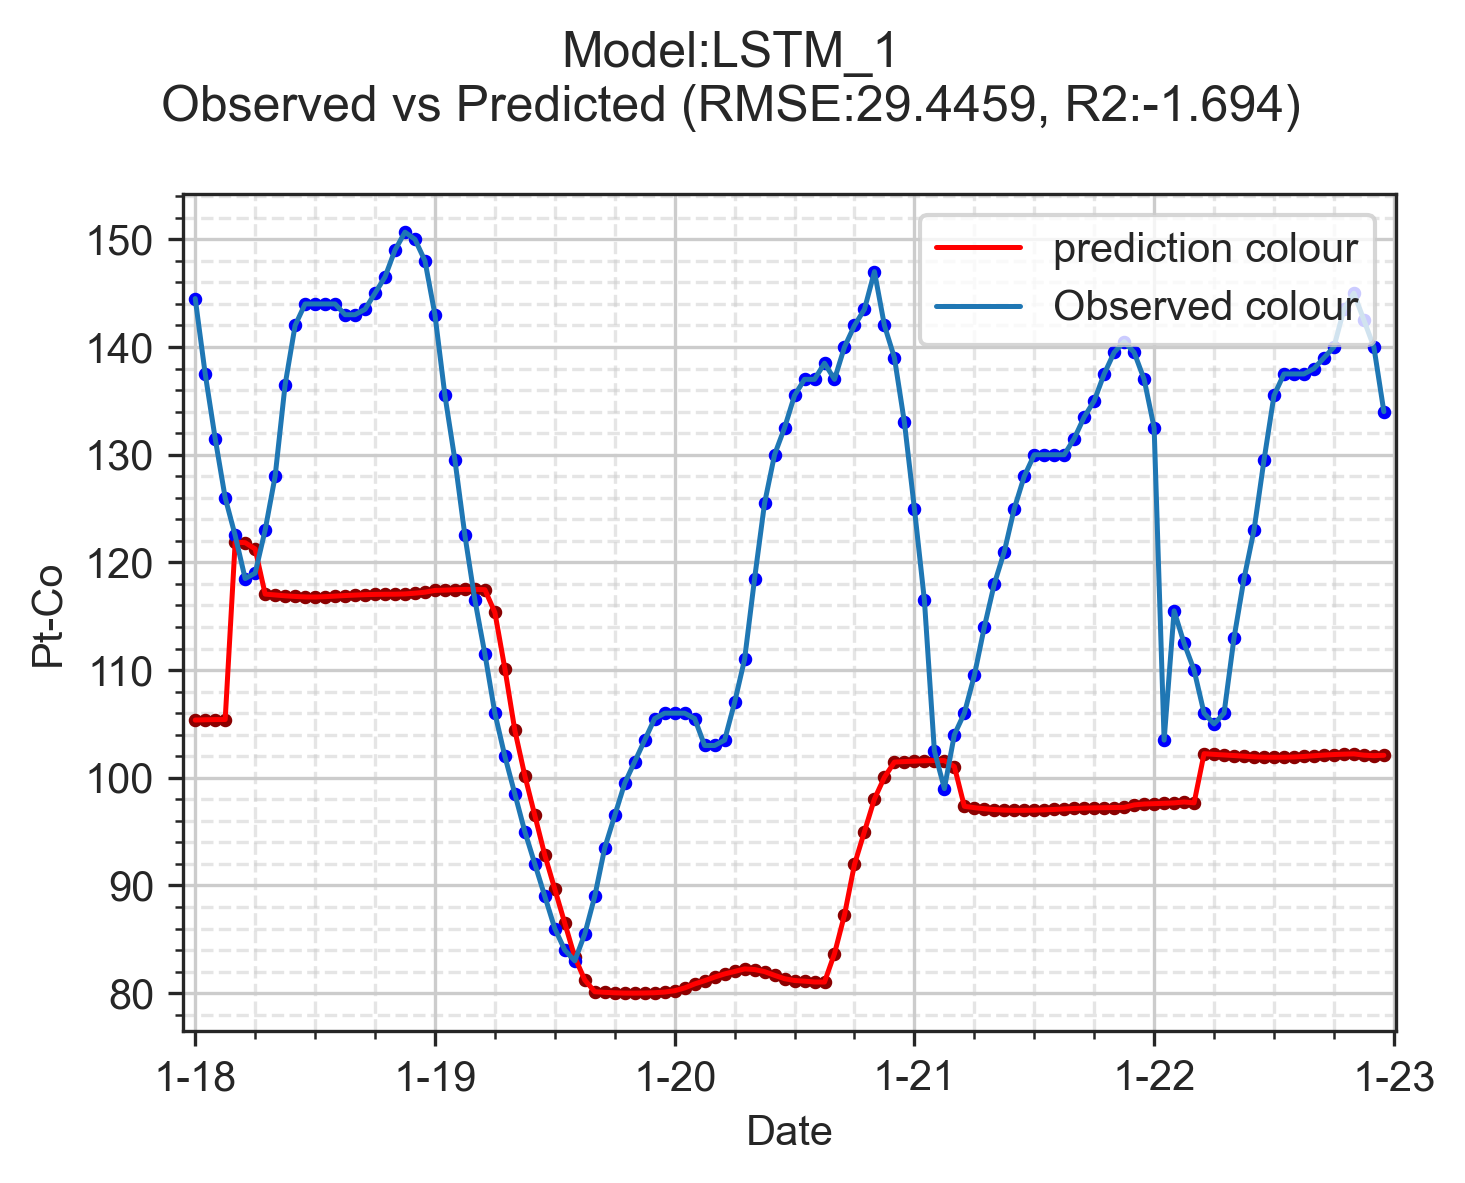 Model:LSTM_1
Observed vs Predicted (RMSE:29.4459, R2:-1.694)
prediction colour
Observed colour
150
140
130
120
110
100
90
80
Pt-Co
1-18 1-19 1-20 1-21 1-22 1-23
Date